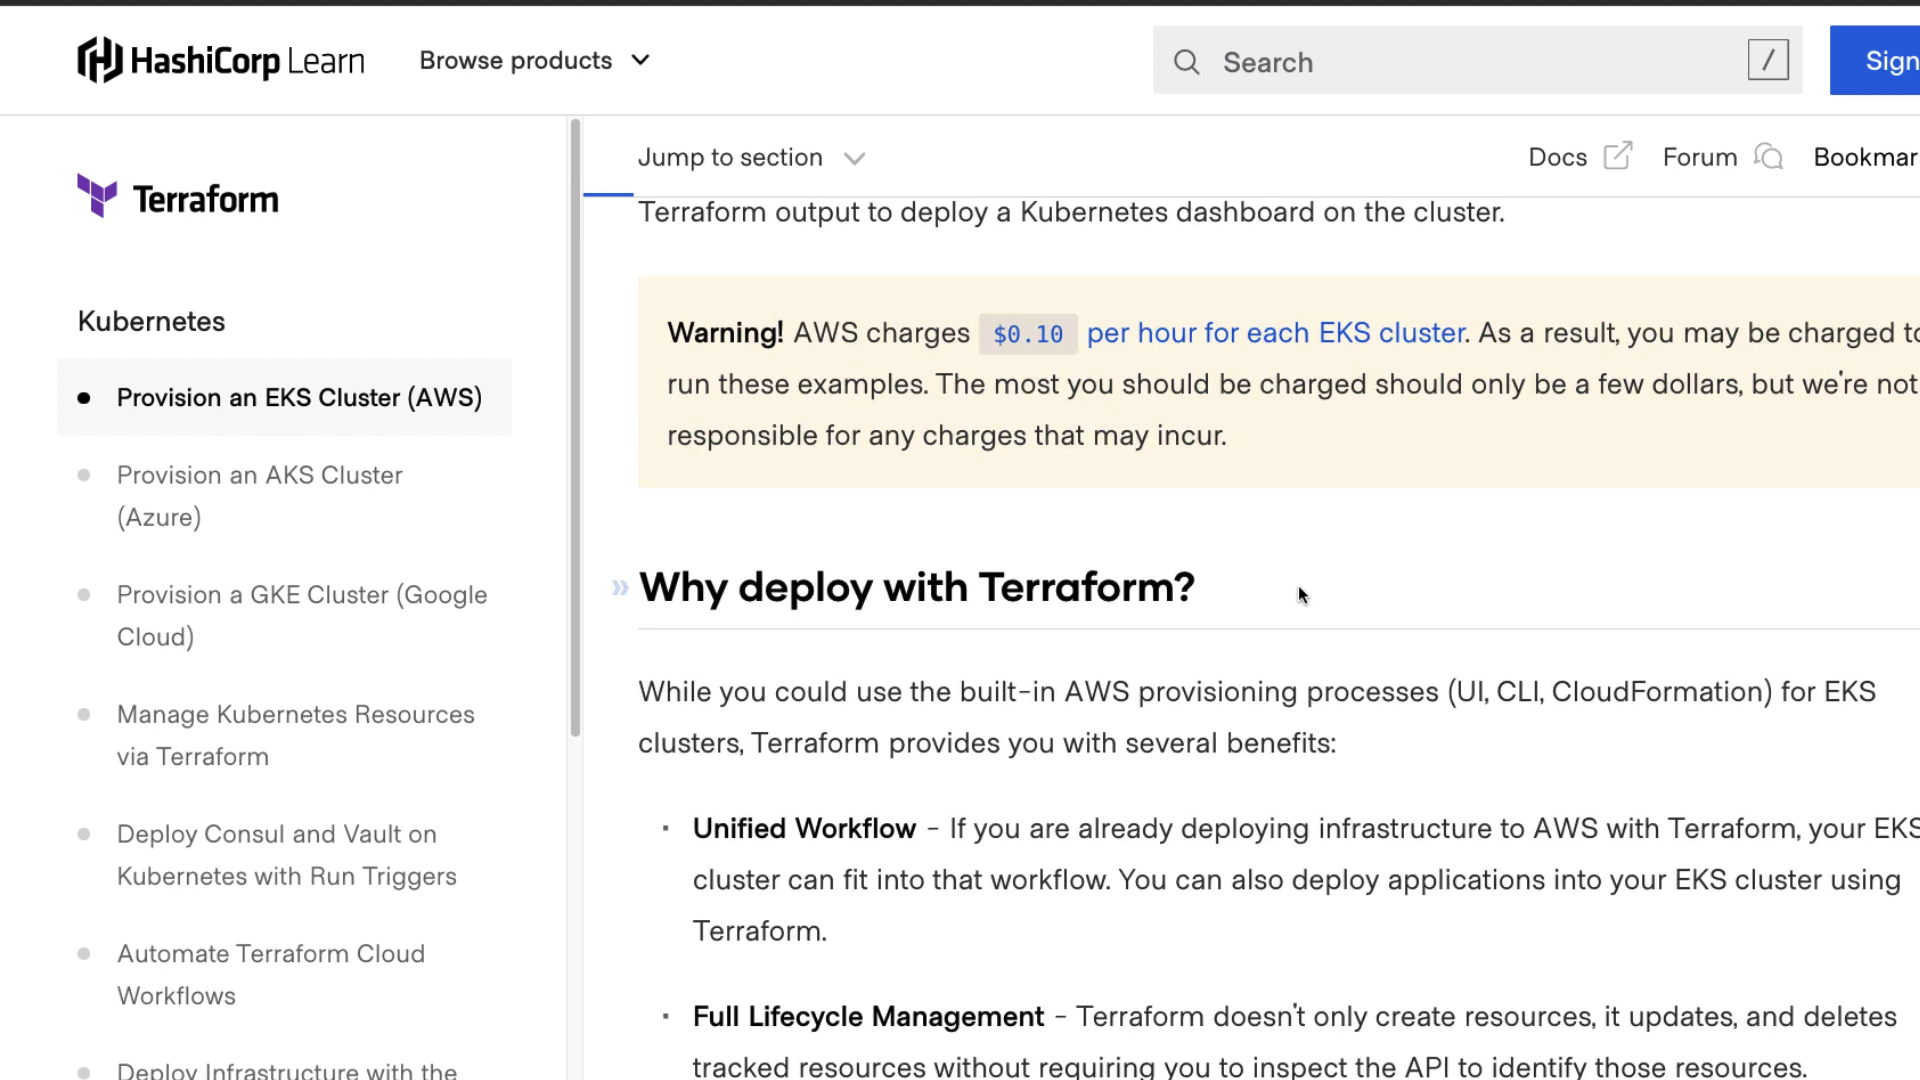 HashiCorp Learn
Browse products
Search
/
Sign
Terraform
Kubernetes
Provision an EKS Cluster (AWS)
Provision an AKS Cluster
(Azure)
Provision a GKE Cluster (Google
Cloud)
Manage Kubernetes Resources
via Terraform
Deploy Consul and Vault on
Kubernetes with Run Triggers
Automate Terraform Cloud
Workflows
Deploy Infrastructure with the
Jump to section
Docs
Forum
Bookmar
Terraform output to deploy a Kubernetes dashboard on the cluster.
Warning! AWS charges $0.10 per hour for each EKS cluster. As a result, you may be charged to
run these examples. The most you should be charged should only be a few dollars, but we're not
responsible for any charges that may incur.
» Why deploy with Terraform?
While you could use the built-in AWS provisioning processes (UI, CLI, CloudFormation) for EKS
clusters, Terraform provides you with several benefits:
· Unified Workflow - If you are already deploying infrastructure to AWS with Terraform, your EKS
cluster can fit into that workflow. You can also deploy applications into your EKS cluster using
Terraform.
· Full Lifecycle Management - Terraform doesn't only create resources, it updates, and deletes
tracked resources without requiring you to inspect the API to identify those resources.